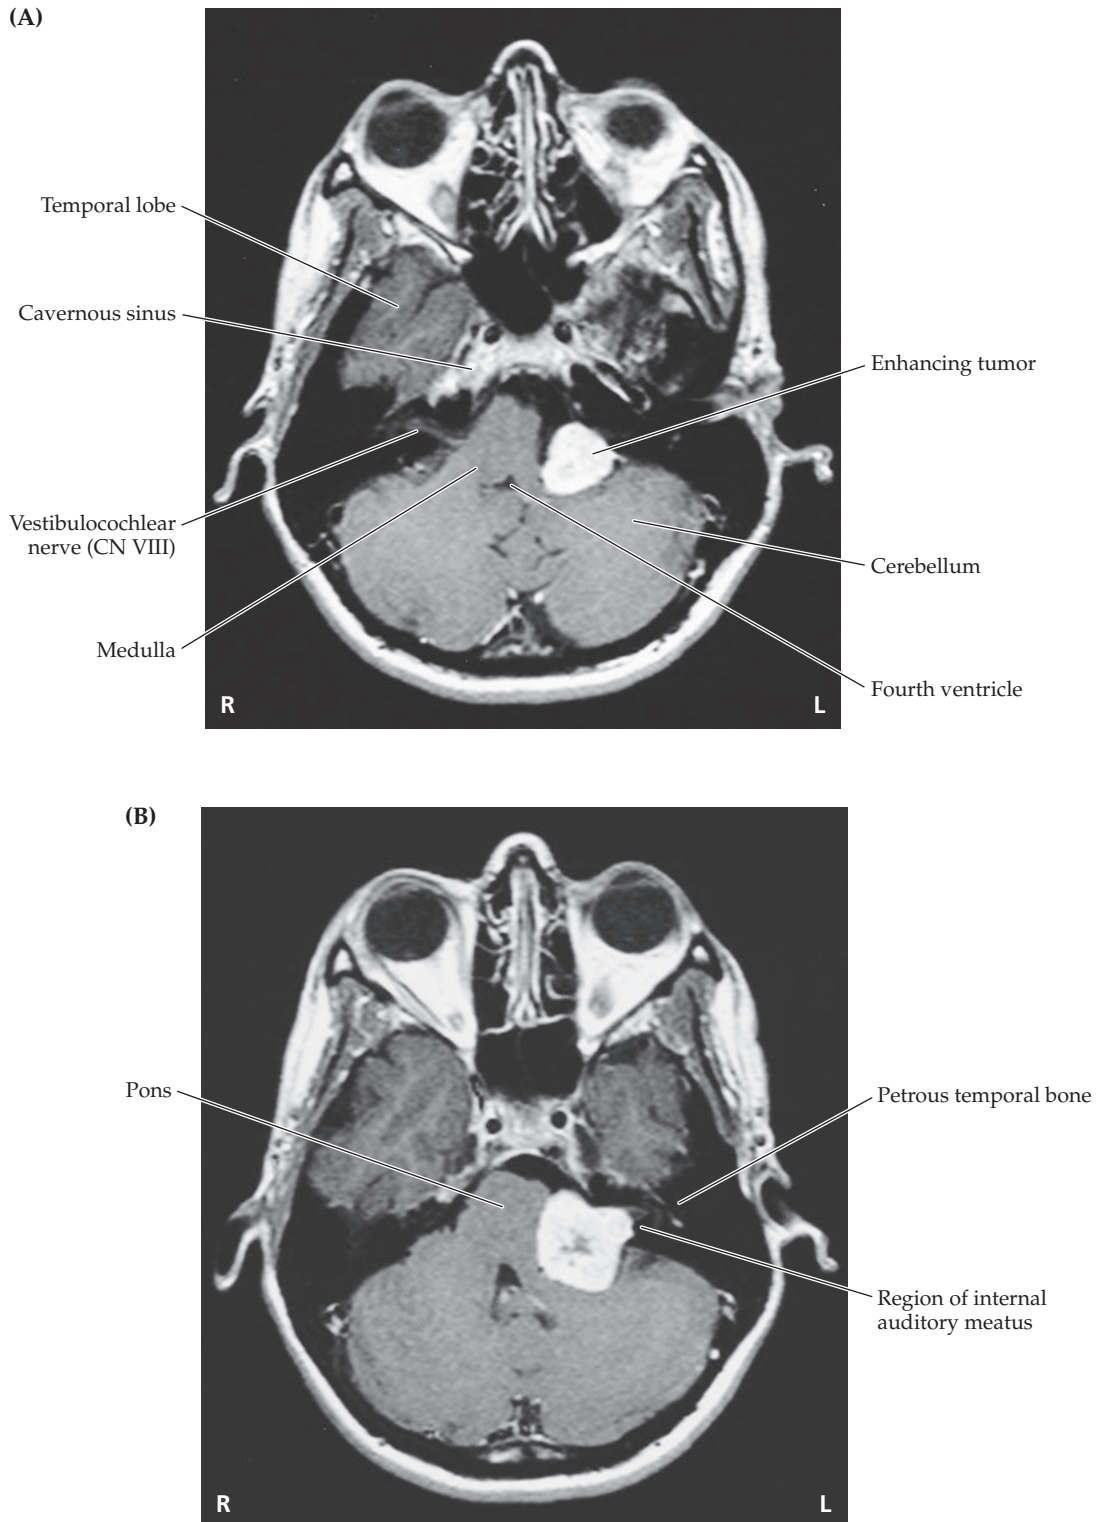 (A)
Temporal lobe
Cavernous sinus
Enhancing tumor
Vestibulocochlear
nerve (CN VIII)
Cerebellum
Medulla
Fourth ventricle
R
L
(B)
Pons
Petrous temporal bone
Region of internal
auditory meatus
R
L